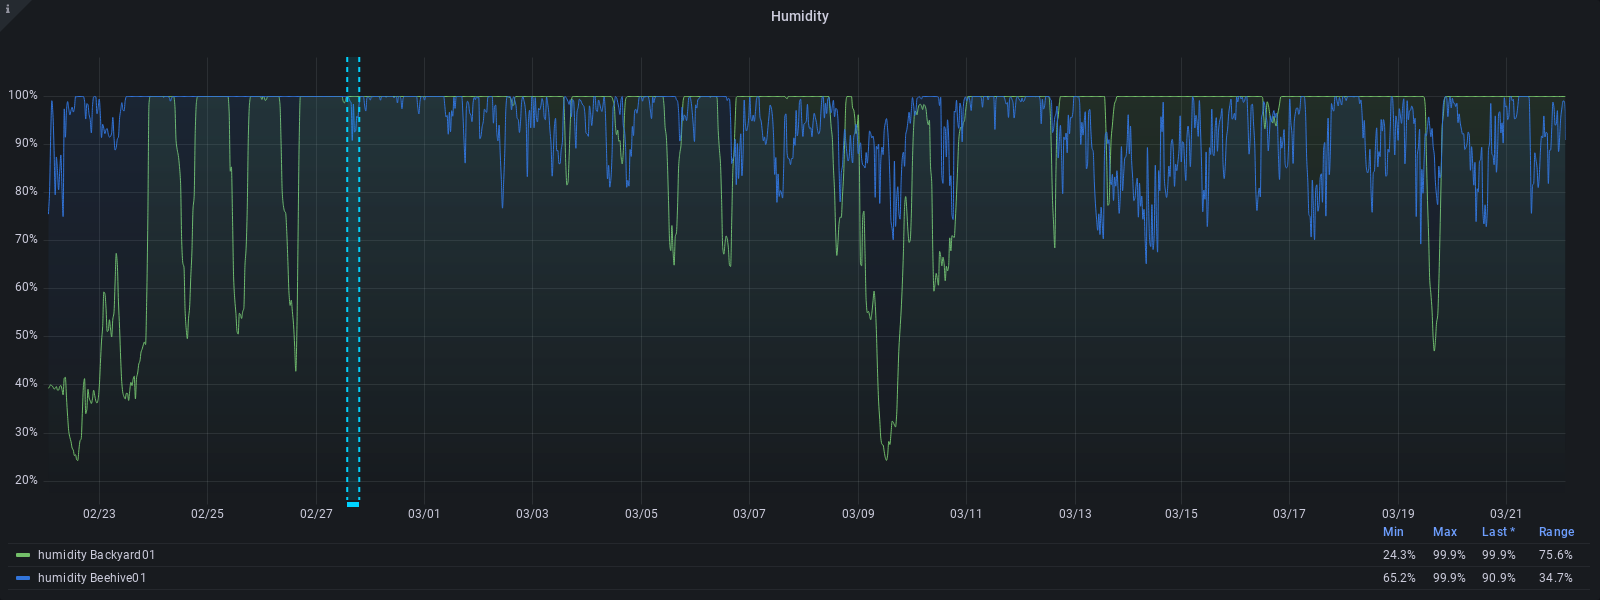 i
Humidity
100%
90%
80%
70%
60%
50%
40%
30%
20%
02/23 02/25 02/27 03/01 03/03 03/05 03/07 03/09 03/11 03/13 03/15 03/17 03/19 03/21
Min Max Last * Range
humidity Backyard01 24.3% 99.9% 99.9% 75.6%
humidity Beehive01 65.2% 99.9% 90.9% 34.7%